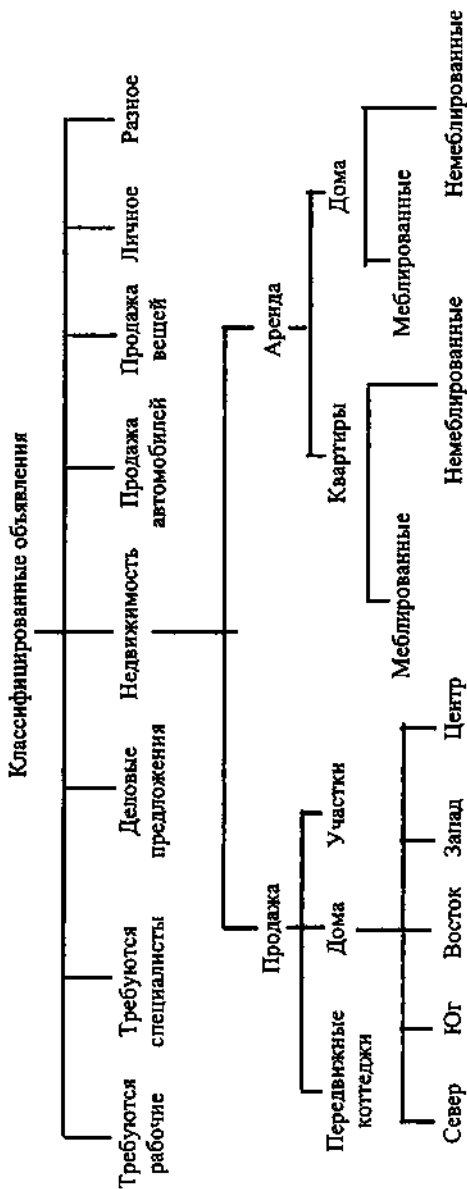 Классифицированные объявления
Требуются
рабочие
Требуются
специалисты
Деловые
предложения
Недвижимость
Продажа
автомобилей
Продажа
вещей
Личное
Разное
Продажа
Аренда
Передвижные
коттеджи
Дома
Участки
Квартиры
Дома
Север
Юг
Восток
Запад
Центр
Меблированные
Немеблированные
Меблированные
Немеблированные